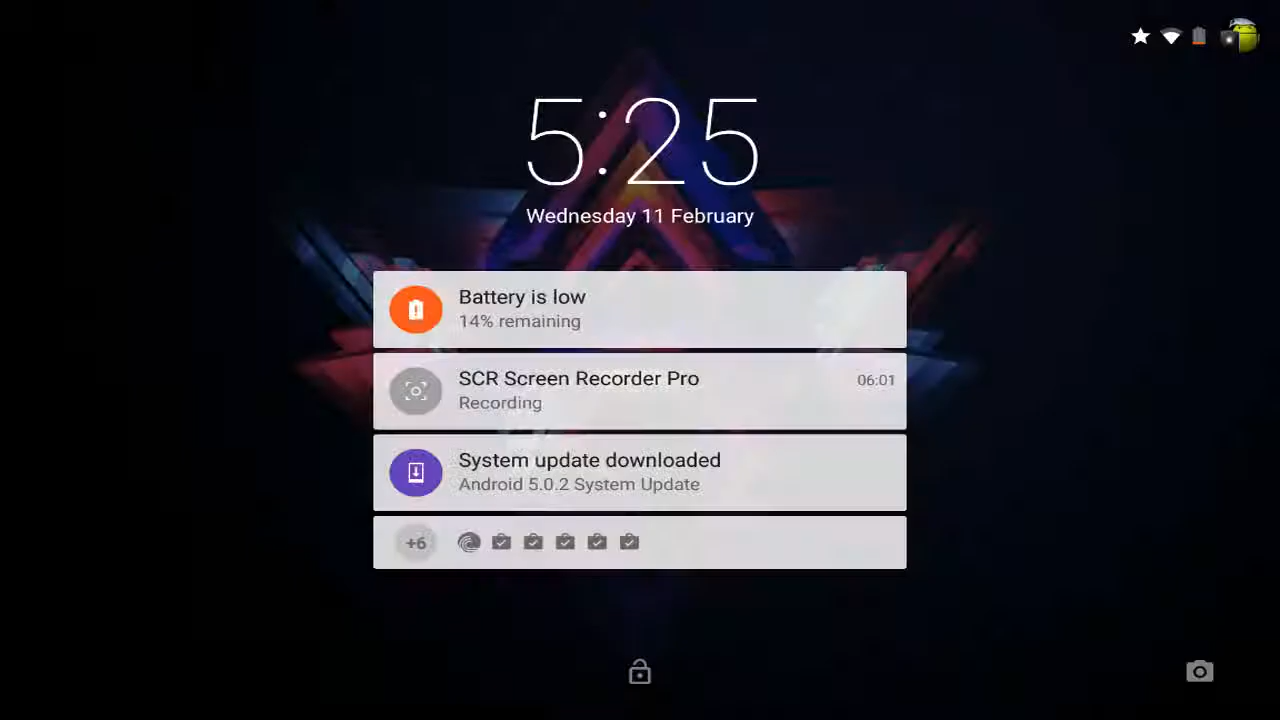 5:25
Wednesday 11 February
Battery is low
14% remaining
SCR Screen Recorder Pro
06:01
Recording
System update downloaded
Android 5.0.2 System Update
+6